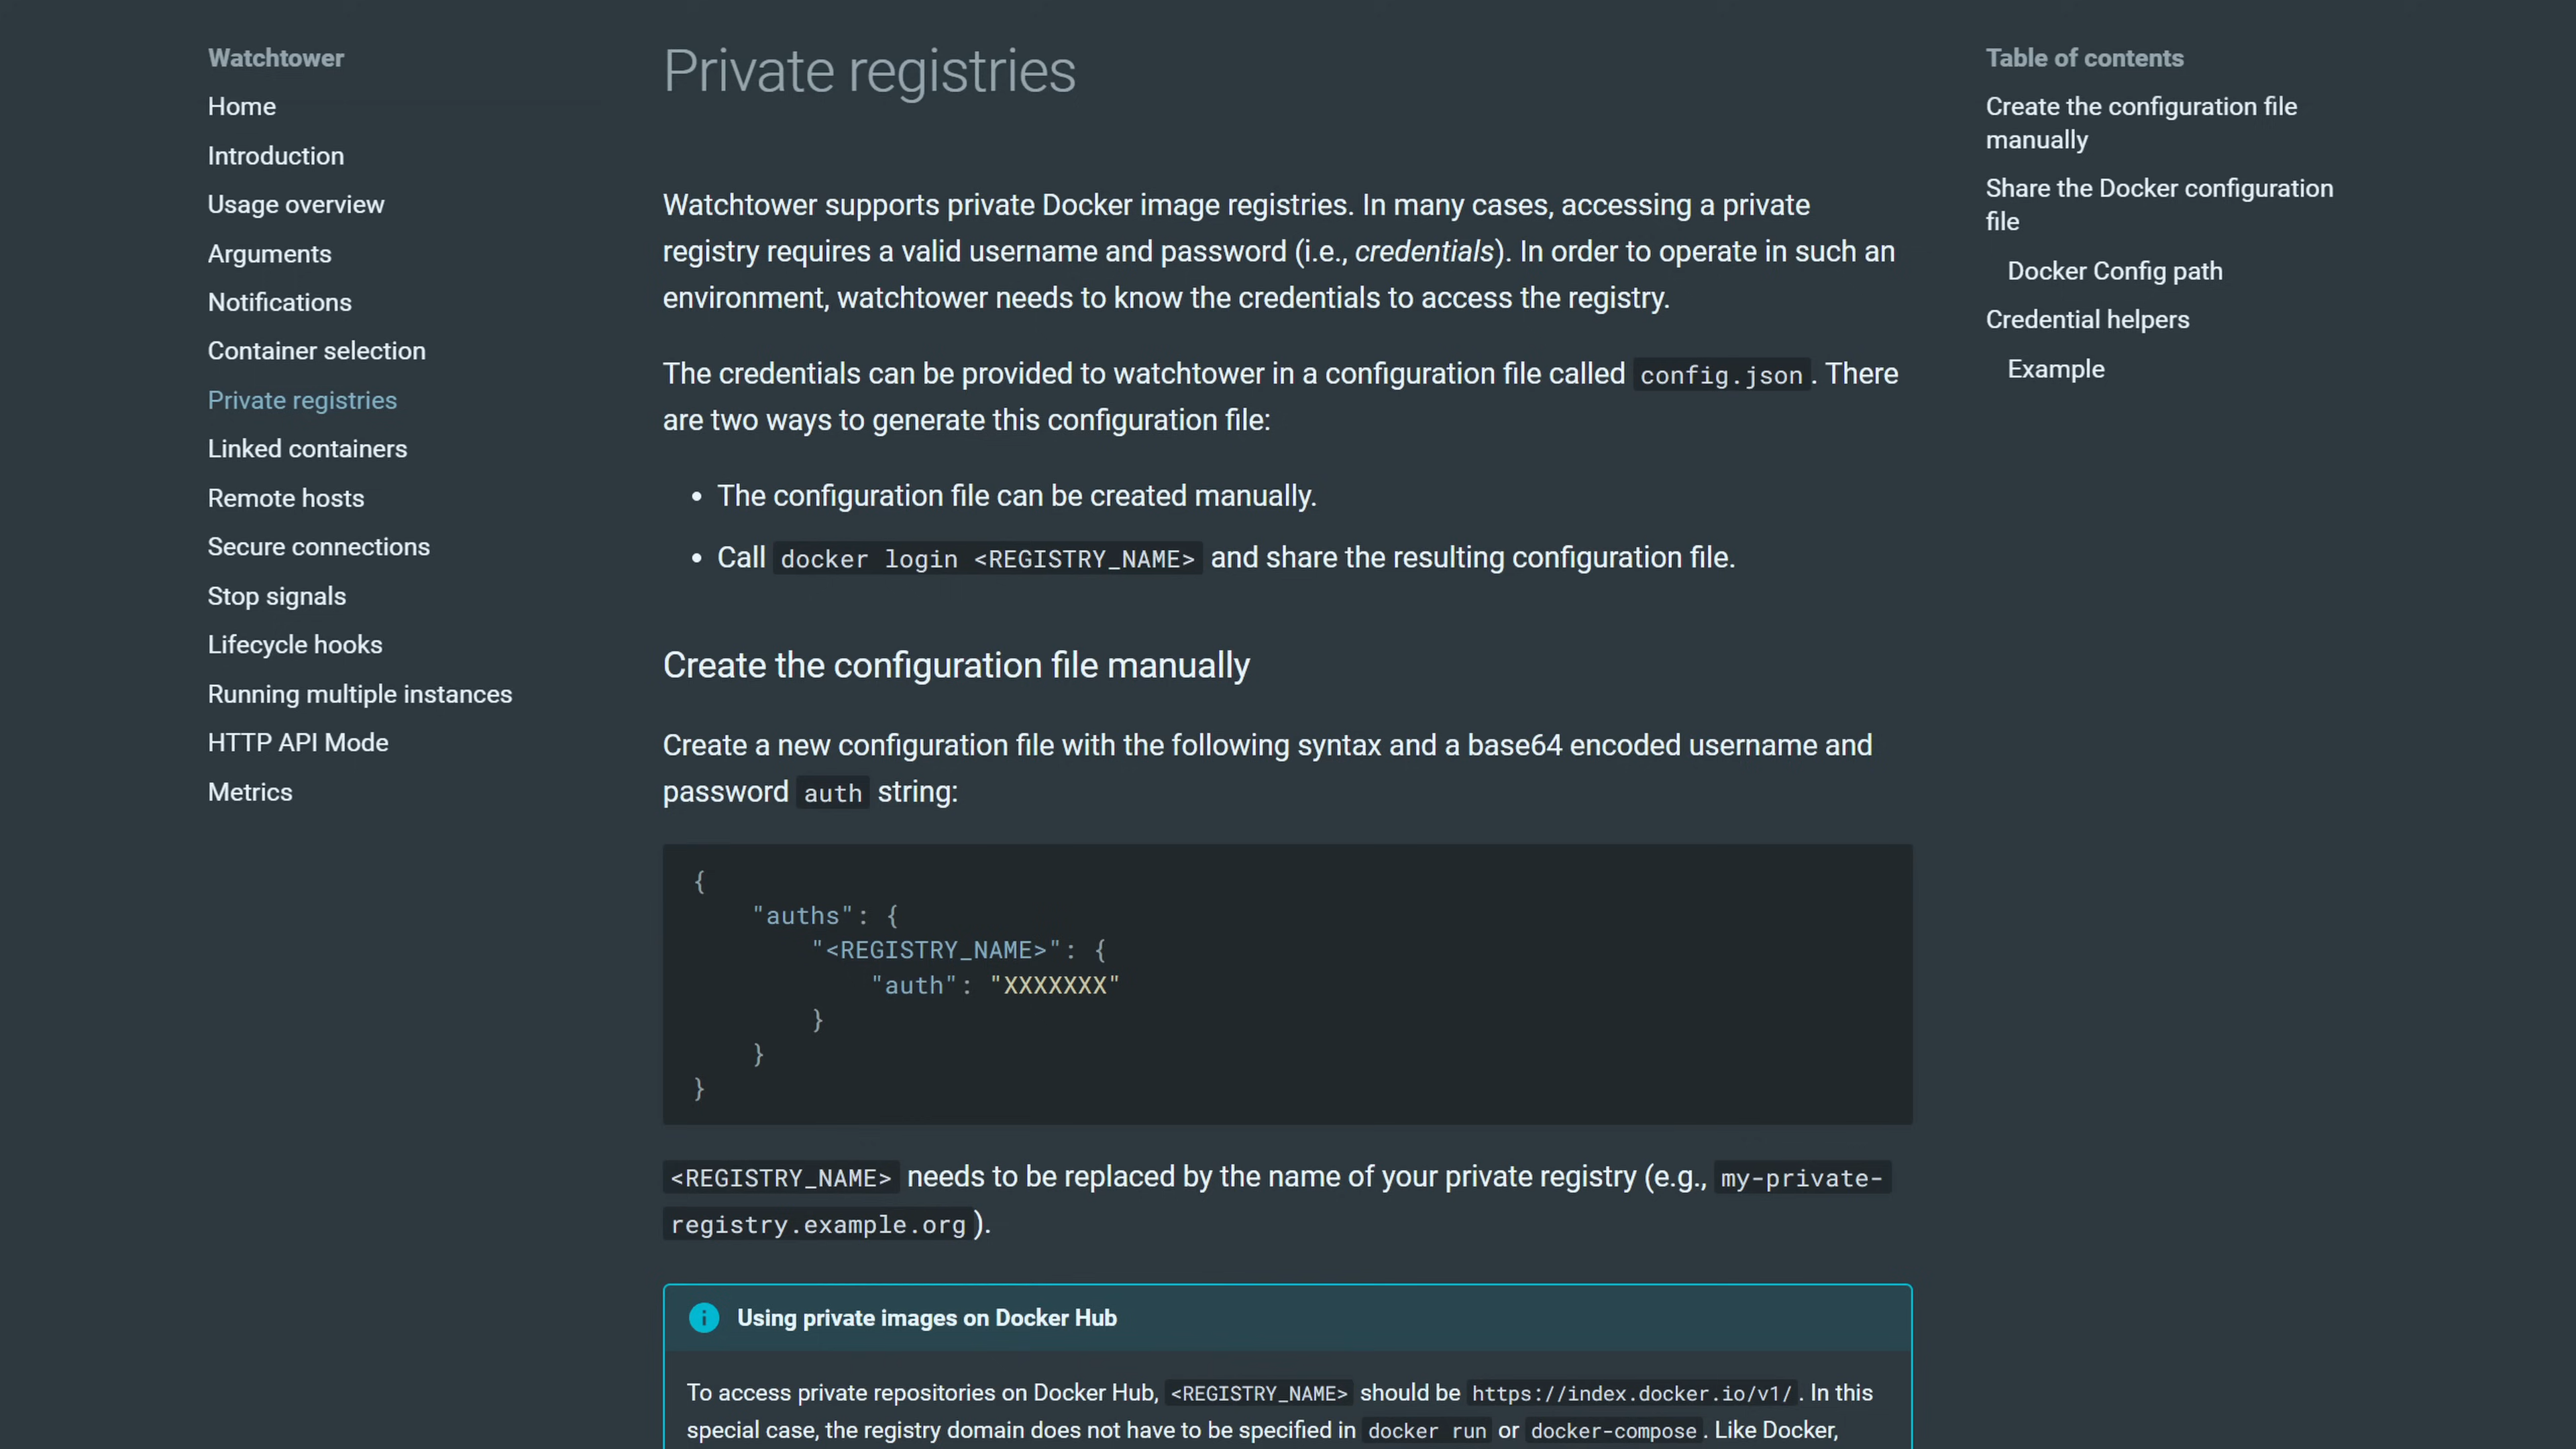 Watchtower
Home
Introduction
Usage overview
Arguments
Notifications
Container selection
Private registries
Linked containers
Remote hosts
Secure connections
Stop signals
Lifecycle hooks
Running multiple instances
HTTP API Mode
Metrics
Private registries
Watchtower supports private Docker image registries. In many cases, accessing a private
registry requires a valid username and password (i.e., credentials). In order to operate in such an
environment, watchtower needs to know the credentials to access the registry.
The credentials can be provided to watchtower in a configuration file called config.json. There
are two ways to generate this configuration file:
• The configuration file can be created manually.
• Call docker login <REGISTRY_NAME> and share the resulting configuration file.
Create the configuration file manually
Create a new configuration file with the following syntax and a base64 encoded username and
password auth string:
{
    "auths": {
        "<REGISTRY_NAME>": {
            "auth": "XXXXXXX"
        }
    }
}
<REGISTRY_NAME> needs to be replaced by the name of your private registry (e.g., my-private-
registry.example.org).
Using private images on Docker Hub
To access private repositories on Docker Hub, <REGISTRY_NAME> should be https://index.docker.io/v1/. In this
special case, the registry domain does not have to be specified in docker run or docker-compose. Like Docker,
Table of contents
Create the configuration file
manually
Share the Docker configuration
file
Docker Config path
Credential helpers
Example